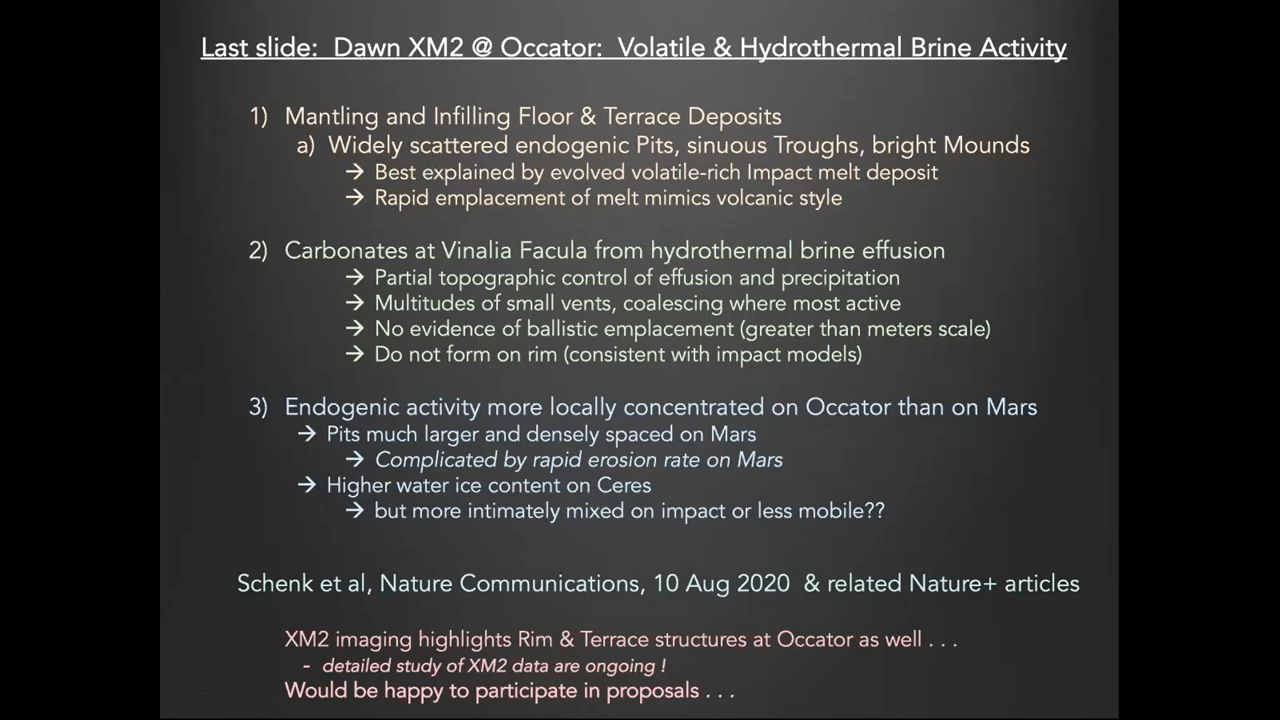 Last slide: Dawn XM2 @ Occator: Volatile & Hydrothermal Brine Activity
1) Mantling and Infilling Floor & Terrace Deposits
a) Widely scattered endogenic Pits, sinuous Troughs, bright Mounds
→ Best explained by evolved volatile-rich Impact melt deposit
→ Rapid emplacement of melt mimics volcanic style
2) Carbonates at Vinalia Facula from hydrothermal brine effusion
→ Partial topographic control of effusion and precipitation
→ Multitudes of small vents, coalescing where most active
→ No evidence of ballistic emplacement (greater than meters scale)
→ Do not form on rim (consistent with impact models)
3) Endogenic activity more locally concentrated on Occator than on Mars
→ Pits much larger and densely spaced on Mars
→ Complicated by rapid erosion rate on Mars
→ Higher water ice content on Ceres
→ but more intimately mixed on impact or less mobile??
Schenk et al, Nature Communications, 10 Aug 2020 & related Nature+ articles
XM2 imaging highlights Rim & Terrace structures at Occator as well . . .
- detailed study of XM2 data are ongoing !
Would be happy to participate in proposals . . .